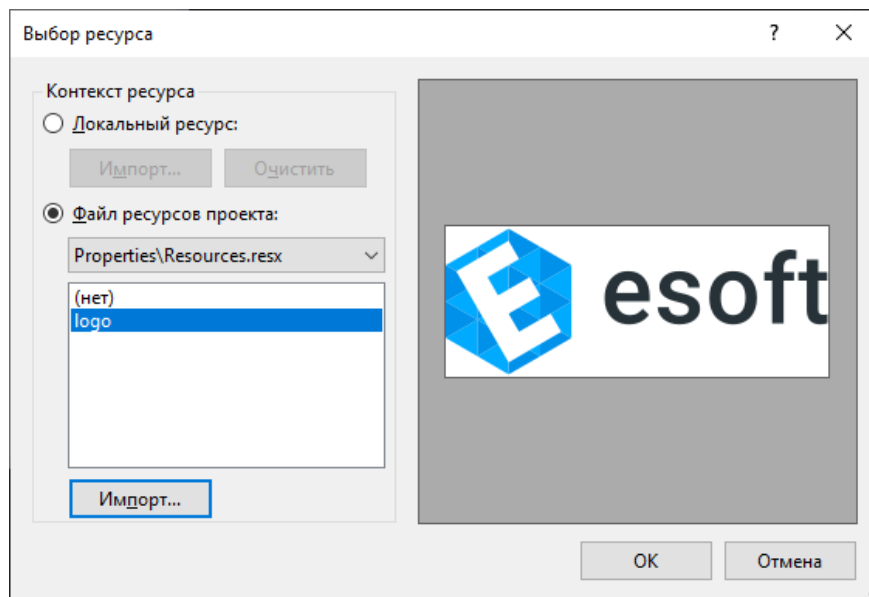 Выбор ресурса
?
Контекст ресурса
Локальный ресурс:
Импорт...
Очистить
Файл ресурсов проекта:
Properties\Resources.resx
(нет)
logo
Импорт...
E esoft
OK
Отмена